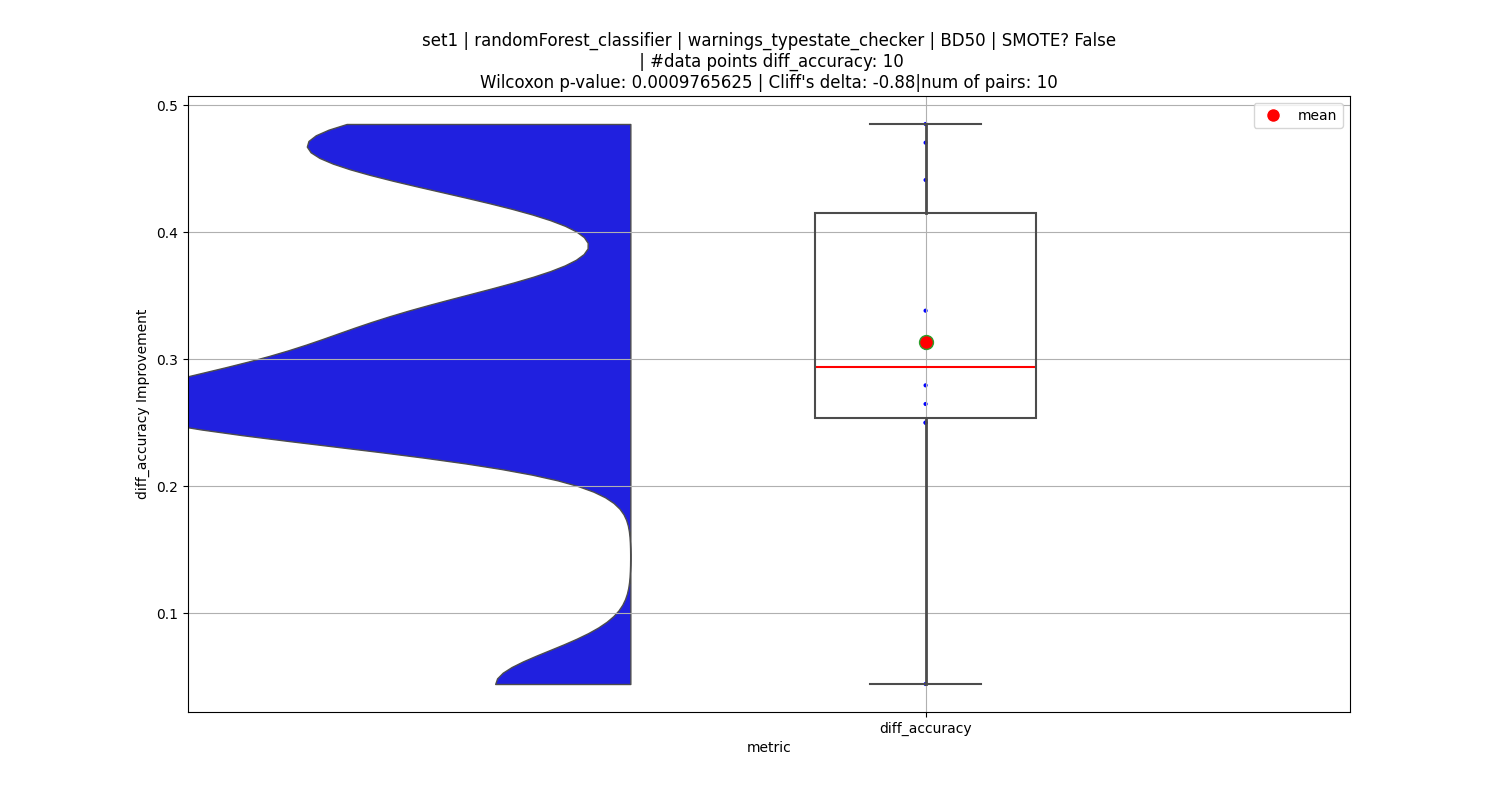 set1 | randomForest_classifier | warnings_typestate_checker | BD50 | SMOTE? False
| #data points diff_accuracy: 10
Wilcoxon p-value: 0.0009765625 | Cliff's delta: -0.88|num of pairs: 10
mean
0.5
0.4
0.3
0.2
0.1
diff_accuracy Improvement
diff_accuracy
metric